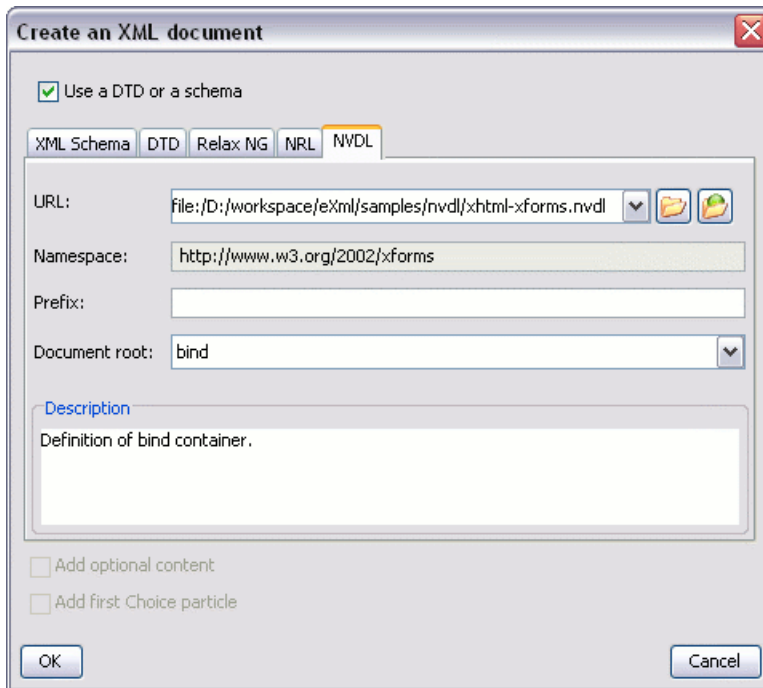 Create an XML document
Use a DTD or a schema
XML Schema DTD Relax NG NRL NVDL
URL: file:/D:/workspace/eXml/samples/nvdl/xhtml-xforms.nvdl
Namespace: http://www.w3.org/2002/xforms
Prefix:
Document root: bind
Description
Definition of bind container.
Add optional content
Add first Choice particle
OK Cancel